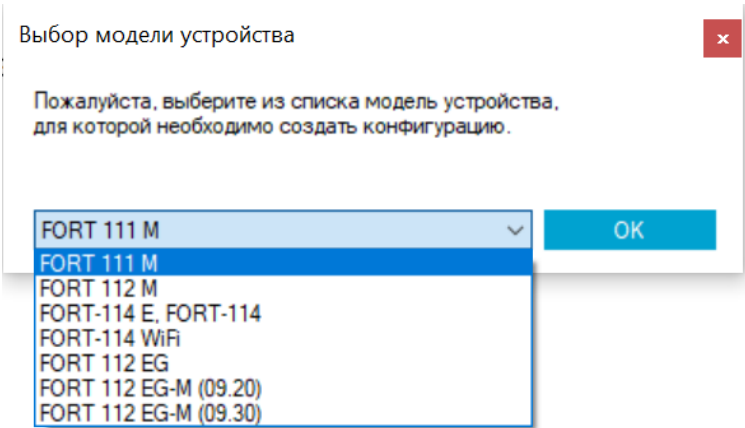 Выбор модели устройства
×
Пожалуйста, выберите из списка модель устройства,
для которой необходимо создать конфигурацию.
FORT 111 M
OK
FORT 111 M
FORT 112 M
FORT-114 E, FORT-114
FORT-114 WiFi
FORT 112 EG
FORT 112 EG-M (09.20)
FORT 112 EG-M (09.30)